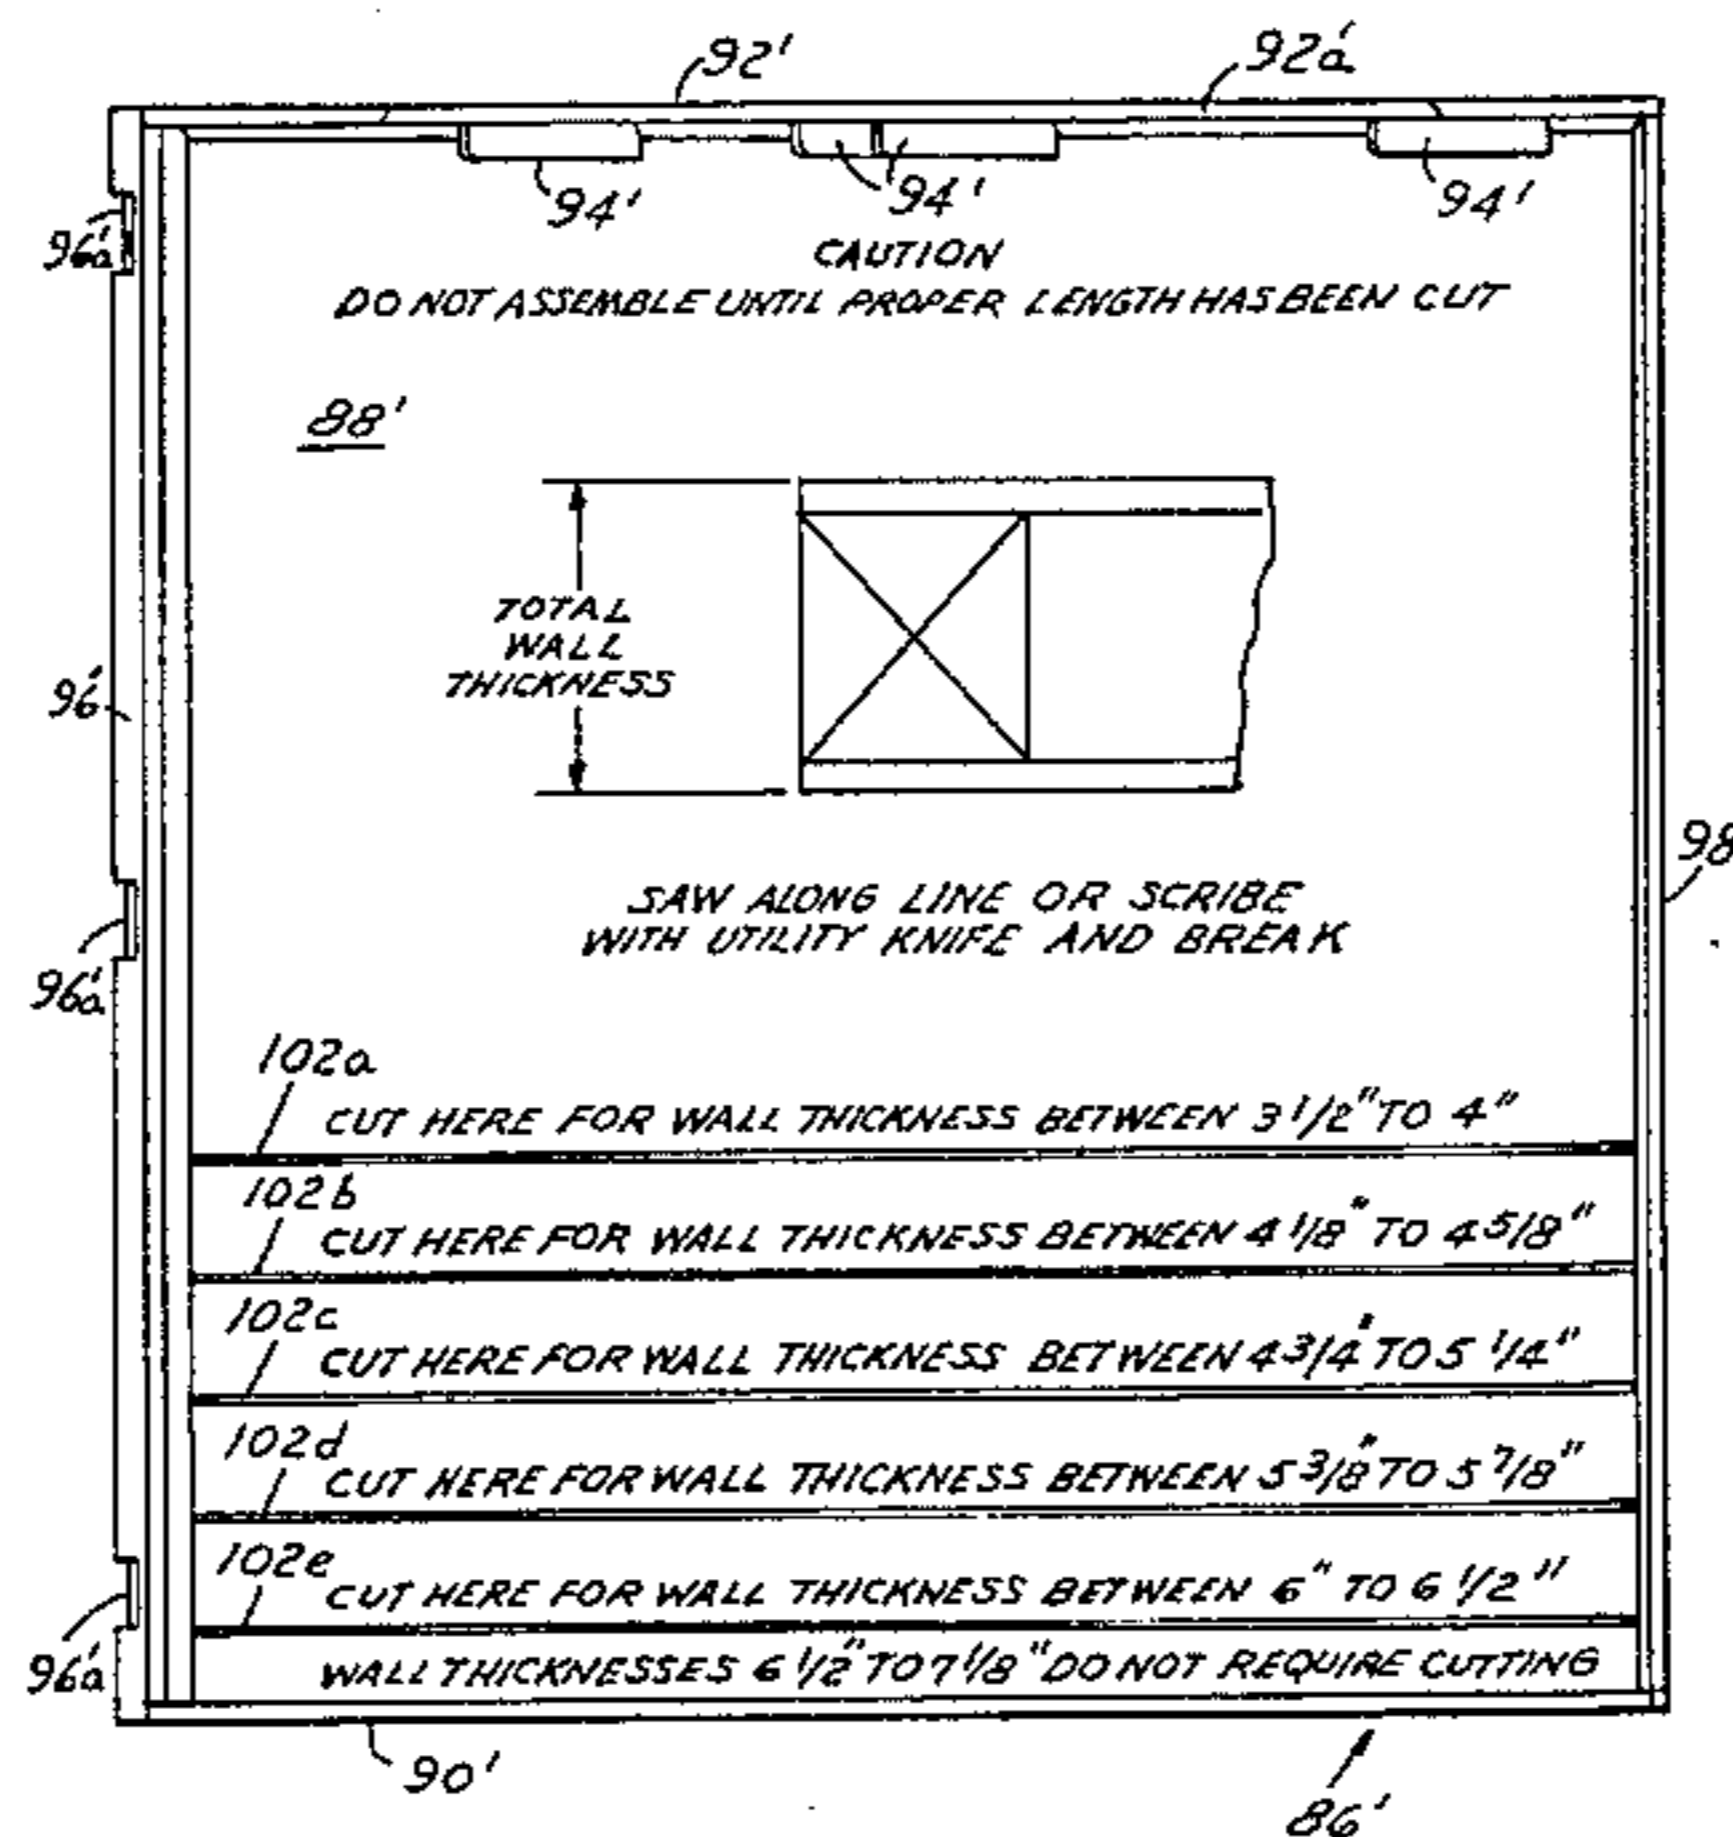 92' 92a'
94' 94' 94'
96a'
CAUTION
DO NOT ASSEMBLE UNTIL PROPER LENGTH HAS BEEN CUT
88'
TOTAL
WALL
THICKNESS
96'
98
SAW ALONG LINE OR SCRIBE
WITH UTILITY KNIFE AND BREAK
96a'
102a
CUT HERE FOR WALL THICKNESS BETWEEN 3 1/2" TO 4"
102b
CUT HERE FOR WALL THICKNESS BETWEEN 4 1/8" TO 4 5/8"
102c
CUT HERE FOR WALL THICKNESS BETWEEN 4 3/4" TO 5 1/4"
102d
CUT HERE FOR WALL THICKNESS BETWEEN 5 3/8" TO 5 7/8"
102e
CUT HERE FOR WALL THICKNESS BETWEEN 6" TO 6 1/2"
96a'
WALL THICKNESSES 6 1/2" TO 7 1/8" DO NOT REQUIRE CUTTING
90'
86'